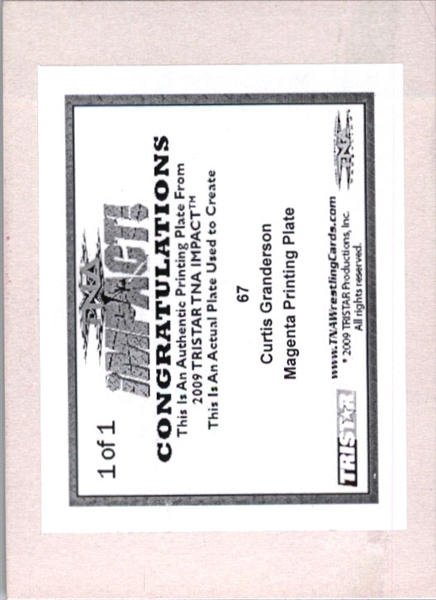 1 of 1
TNA
iMPACT!
CONGRATULATIONS
This Is An Authentic Printing Plate From
2009 TRISTAR TNA IMPACT™
This Is An Actual Plate Used to Create
67
Curtis Granderson
Magenta Printing Plate
TRISTAR
www.TNAWrestlingCards.com
* 2009 TRISTAR Productions, Inc.
All rights reserved.
TNA